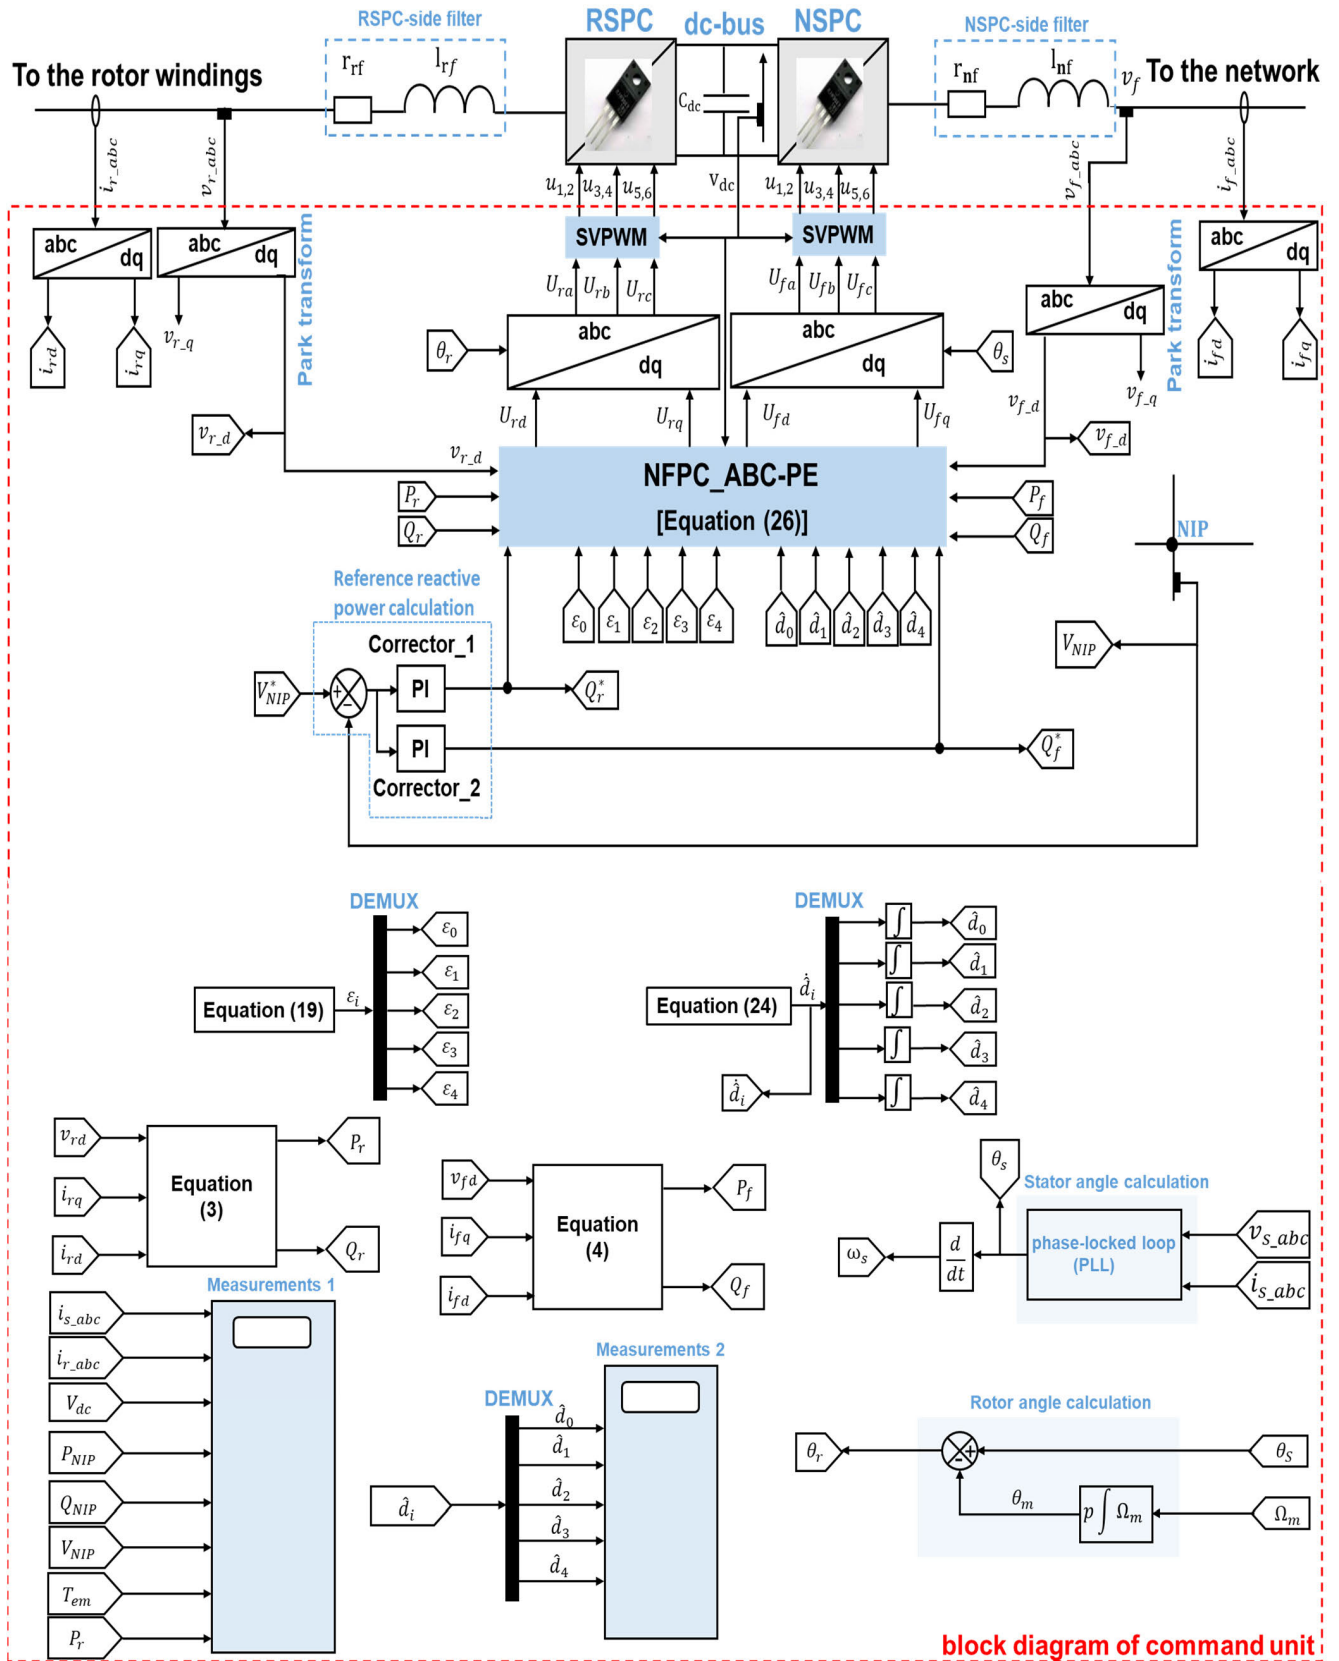 RSPC-side filter
RSPC
dc-bus
NSPC
NSPC-side filter
To the rotor windings
r_rf
l_rf
C_dc
r_nf
l_nf
v_f
To the network
i_r_abc
v_r_abc
u_1,2
u_3,4
u_5,6
v_dc
u_1,2
u_3,4
u_5,6
v_f_abc
i_f_abc
abc
dq
abc
dq
Park transform
SVPWM
SVPWM
Park transform
abc
dq
U_ra
U_rb
U_rc
U_fa
U_fb
U_fc
abc
dq
i_rd
i_rq
v_r_q
θ_r
abc
dq
abc
dq
θ_s
i_fd
i_fq
v_f_d
v_f_q
U_rd
U_rq
U_fd
U_fq
v_r_d
v_r_d
v_f_d
NFPC_ABC-PE
[Equation (26)]
P_r
Q_r
P_f
Q_f
NIP
Reference reactive
power calculation
ε_0
ε_1
ε_2
ε_3
ε_4
d̂_0
d̂_1
d̂_2
d̂_3
d̂_4
Corrector_1
V_NIP
V*_NIP
+
-
PI
Q*_r
PI
Q*_f
Corrector_2
DEMUX
DEMUX
ε_0
ε_1
ε_2
ε_3
ε_4
Equation (19)
ε_i
Equation (24)
d̂̇_i
∫
d̂_0
∫
d̂_1
∫
d̂_2
∫
d̂_3
∫
d̂_4
d̂̇_i
v_rd
i_rq
i_rd
Equation
(3)
P_r
Q_r
v_fd
i_fq
i_fd
Equation
(4)
P_f
Q_f
θ_s
Stator angle calculation
ω_s
d
dt
phase-locked loop
(PLL)
v_s_abc
i_s_abc
Measurements 1
i_s_abc
i_r_abc
V_dc
P_NIP
Q_NIP
V_NIP
T_em
P_r
Measurements 2
DEMUX
d̂_i
d̂_0
d̂_1
d̂_2
d̂_3
d̂_4
Rotor angle calculation
θ_r
+
-
θ_S
θ_m
p∫Ω_m
Ω_m
block diagram of command unit